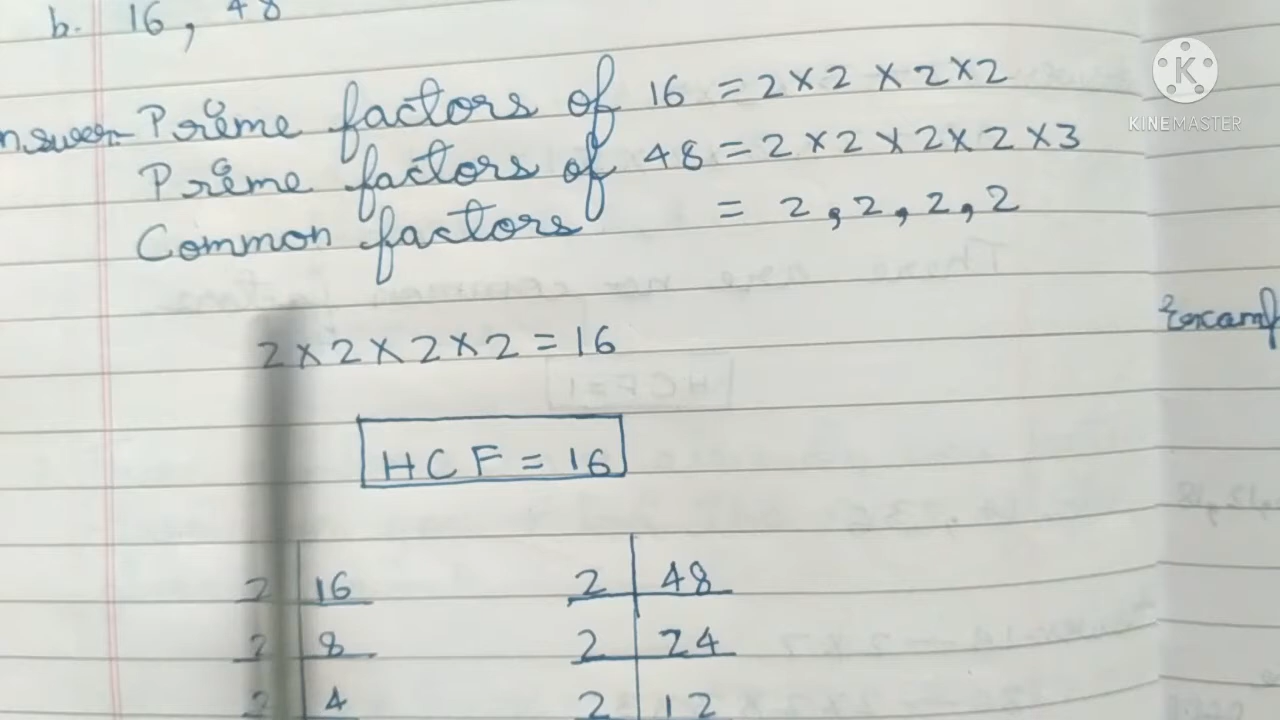 b. 16, 48
Prime factors of 16 = 2×2×2×2
Prime factors of 48 = 2×2×2×2×3
Common factors = 2,2,2,2
2×2×2×2=16
HCF=16
2 16 2 48
2 8 2 24
2 4 2 12
K
KINEMASTER